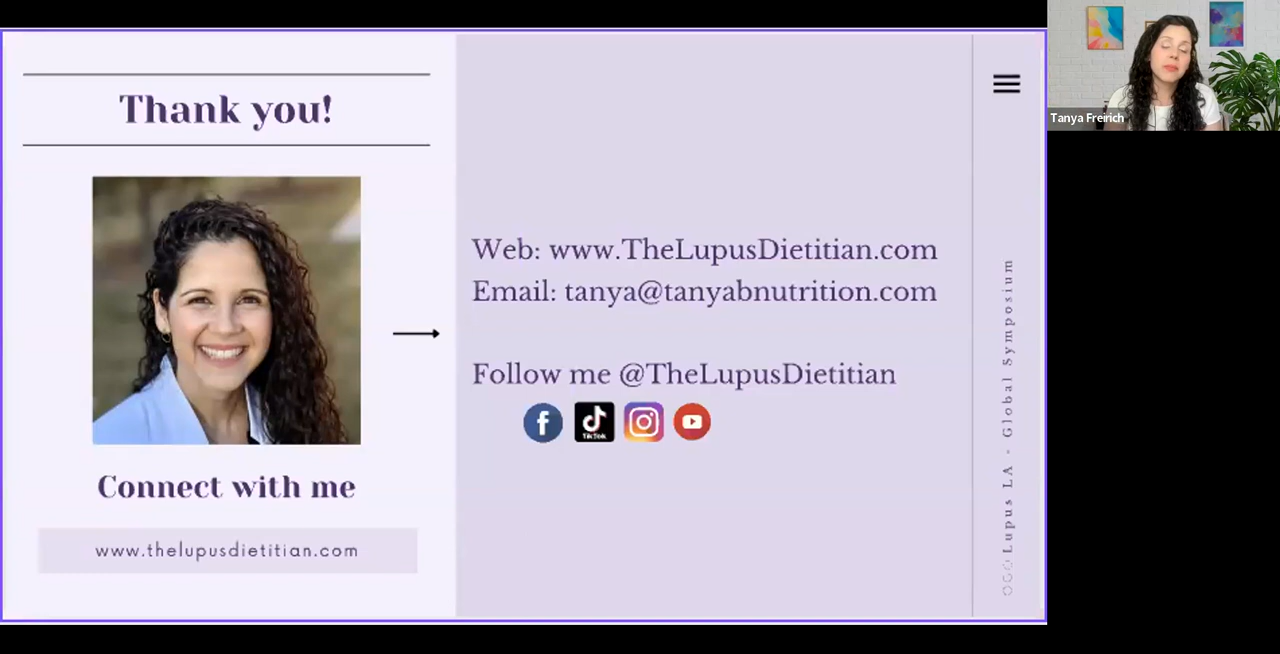 Thank you!
Connect with me
www.thelupusdietitian.com
Web: www.TheLupusDietitian.com
Email: tanya@tanyabnutrition.com
Follow me @TheLupusDietitian
TikTok
Lupus LA - Global Symposium
Tanya Freirich